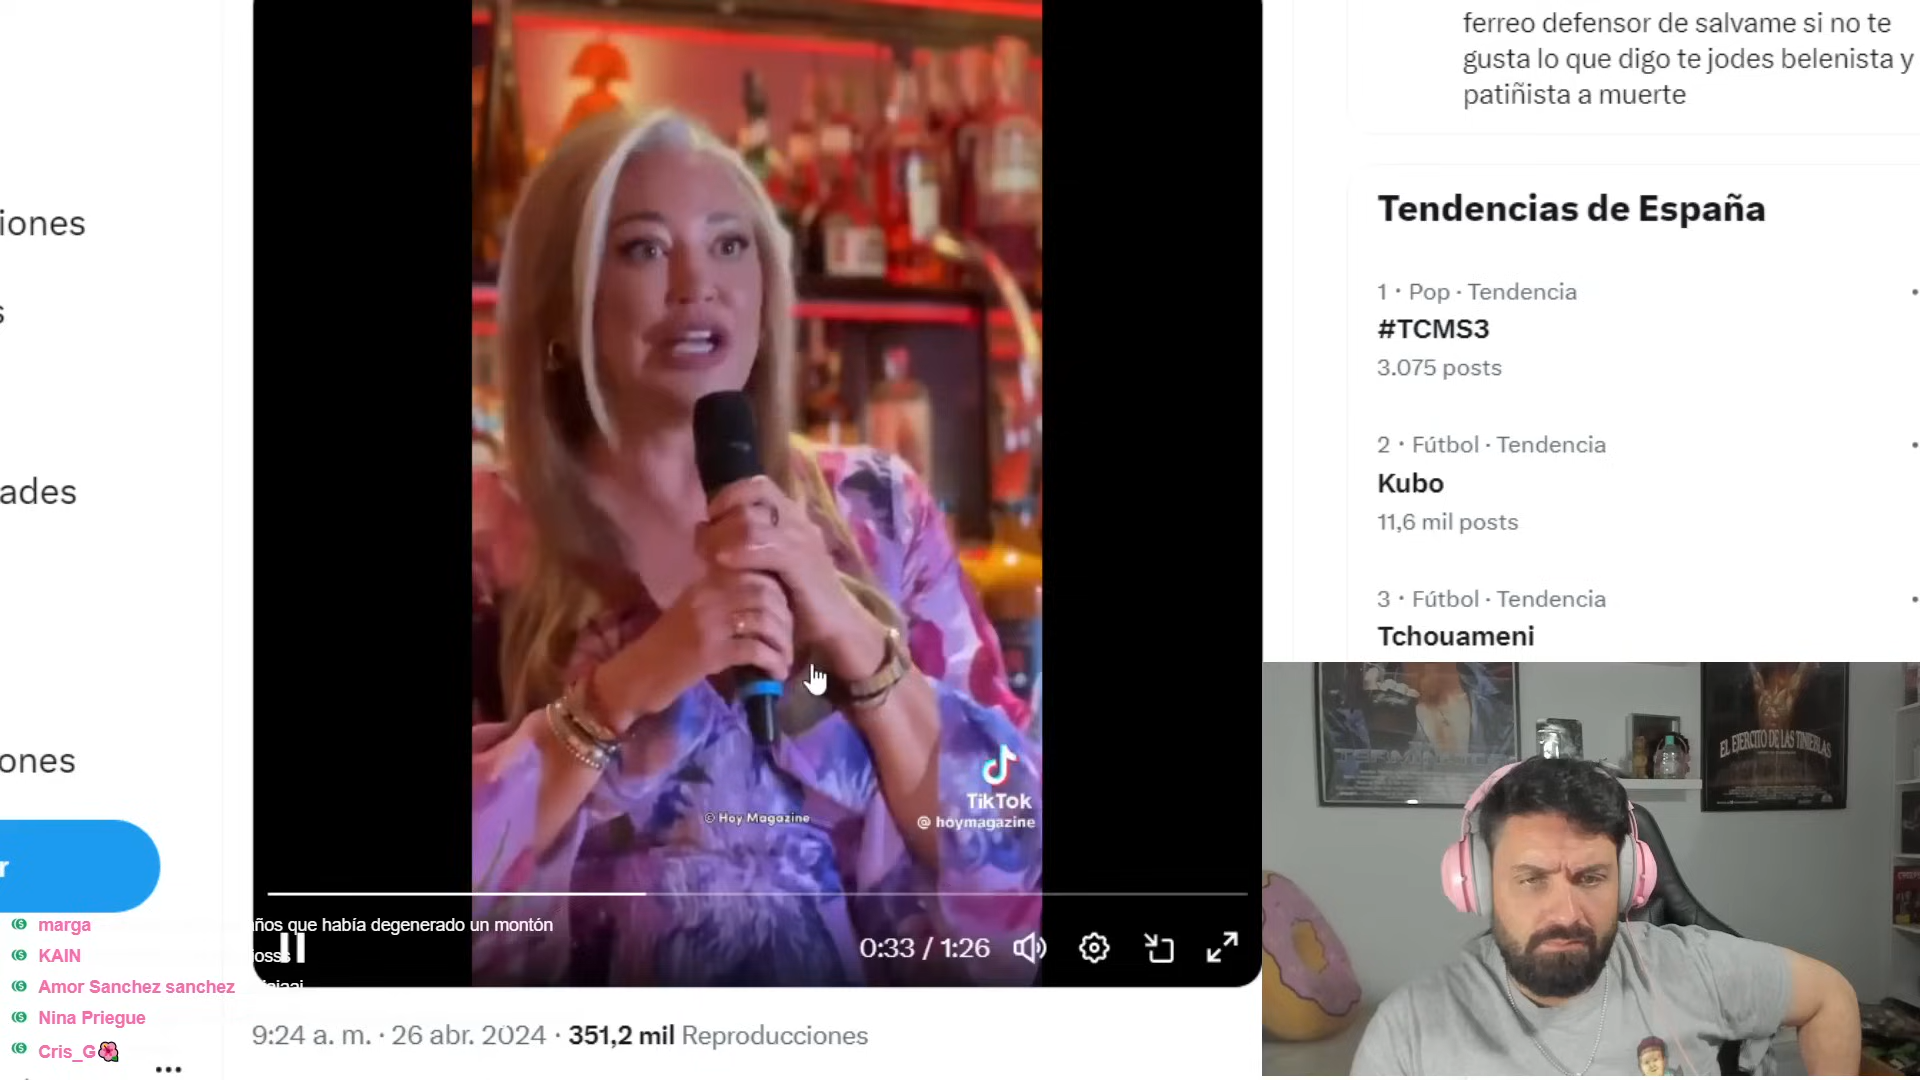 ferreo defensor de salvame si no te
gusta lo que digo te jodes belenista y
patiñista a muerte
Tendencias de España
1 · Pop · Tendencia
#TCMS3
3.075 posts
2 · Fútbol · Tendencia
Kubo
11,6 mil posts
3 · Fútbol · Tendencia
Tchouameni
iones
s
ades
ones
r
TikTok
@ hoymagazine
© Hoy Magazine
marga
años que había degenerado un montón
KAIN
Amor Sanchez sanchez
Nina Priegue
Cris_G🌺
0:33 / 1:26
9:24 a. m. · 26 abr. 2024 · 351,2 mil Reproducciones
EL EJERCITO DE LAS TINIEBLAS